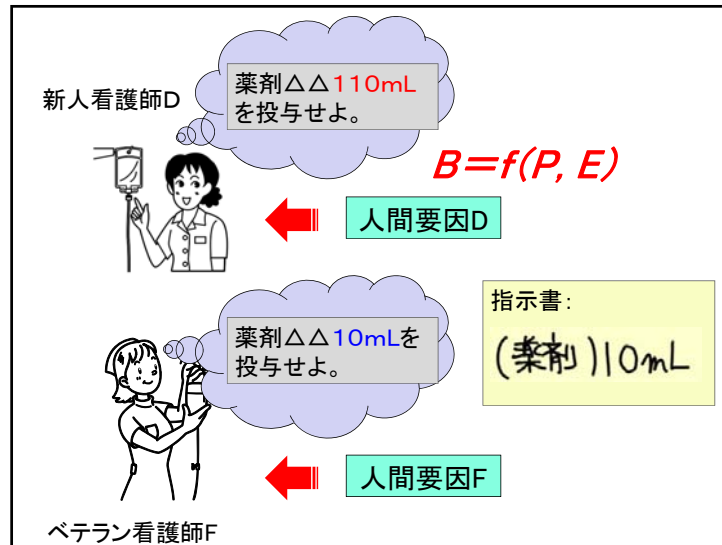 新人看護師D
薬剤△△110mL
を投与せよ。
B=f(P, E)
人間要因D
指示書:
(薬剤)10mL
薬剤△△10mLを
投与せよ。
人間要因F
ベテラン看護師F